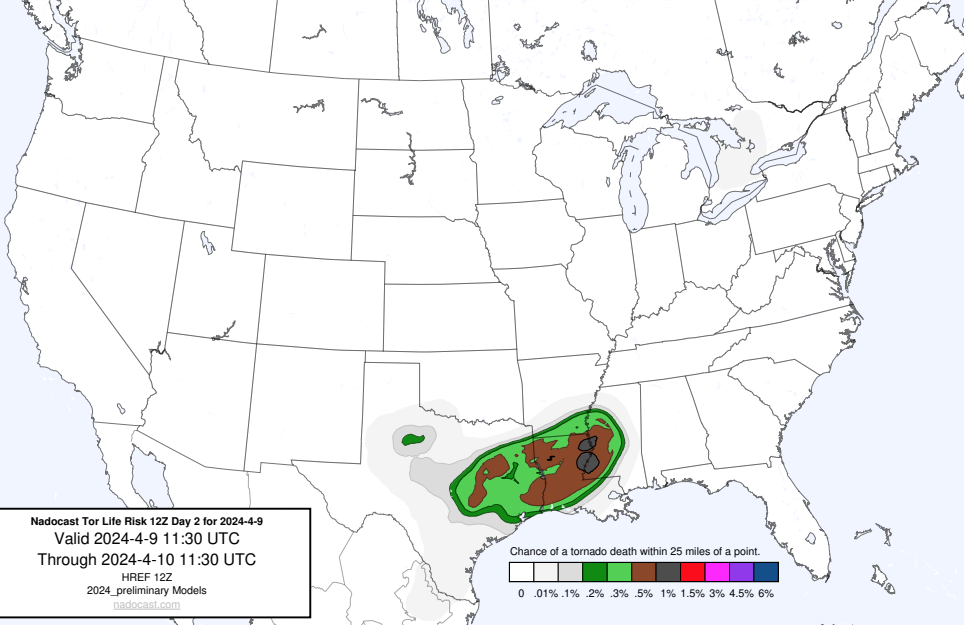 Nadocast Tor Life Risk 12Z Day 2 for 2024-4-9
Valid 2024-4-9 11:30 UTC
Through 2024-4-10 11:30 UTC
HREF 12Z
2024_preliminary Models
nadocast.com
Chance of a tornado death within 25 miles of a point.
0 .01% .1% .2% .3% .5% 1% 1.5% 3% 4.5% 6%